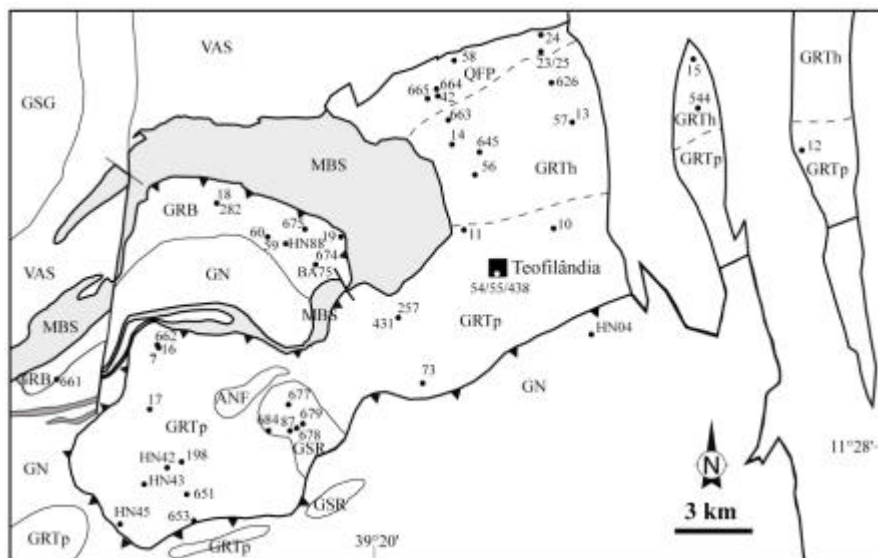 VAS
24
58
23/25
GRTh
GSG
QFP
15
664
626
665
42
544
663
57
13
GRTh
14
645
12
MBS
GRTp
GRTp
56
GRTh
18
GRB
282
675
60
19
11
10
HN88
59
VAS
674
GN
BA75
Teofilândia
54/55/438
MBS
257
MBS
431
GRTp
HN04
662
16
7
GRB
661
73
GN
ANF
677
17
679
684
87
GRTp
678
GSR
11°28'
HN42
198
GN
N
HN43
651
GSR
3 km
HN45
653
GRTp
GRTp
39°20'